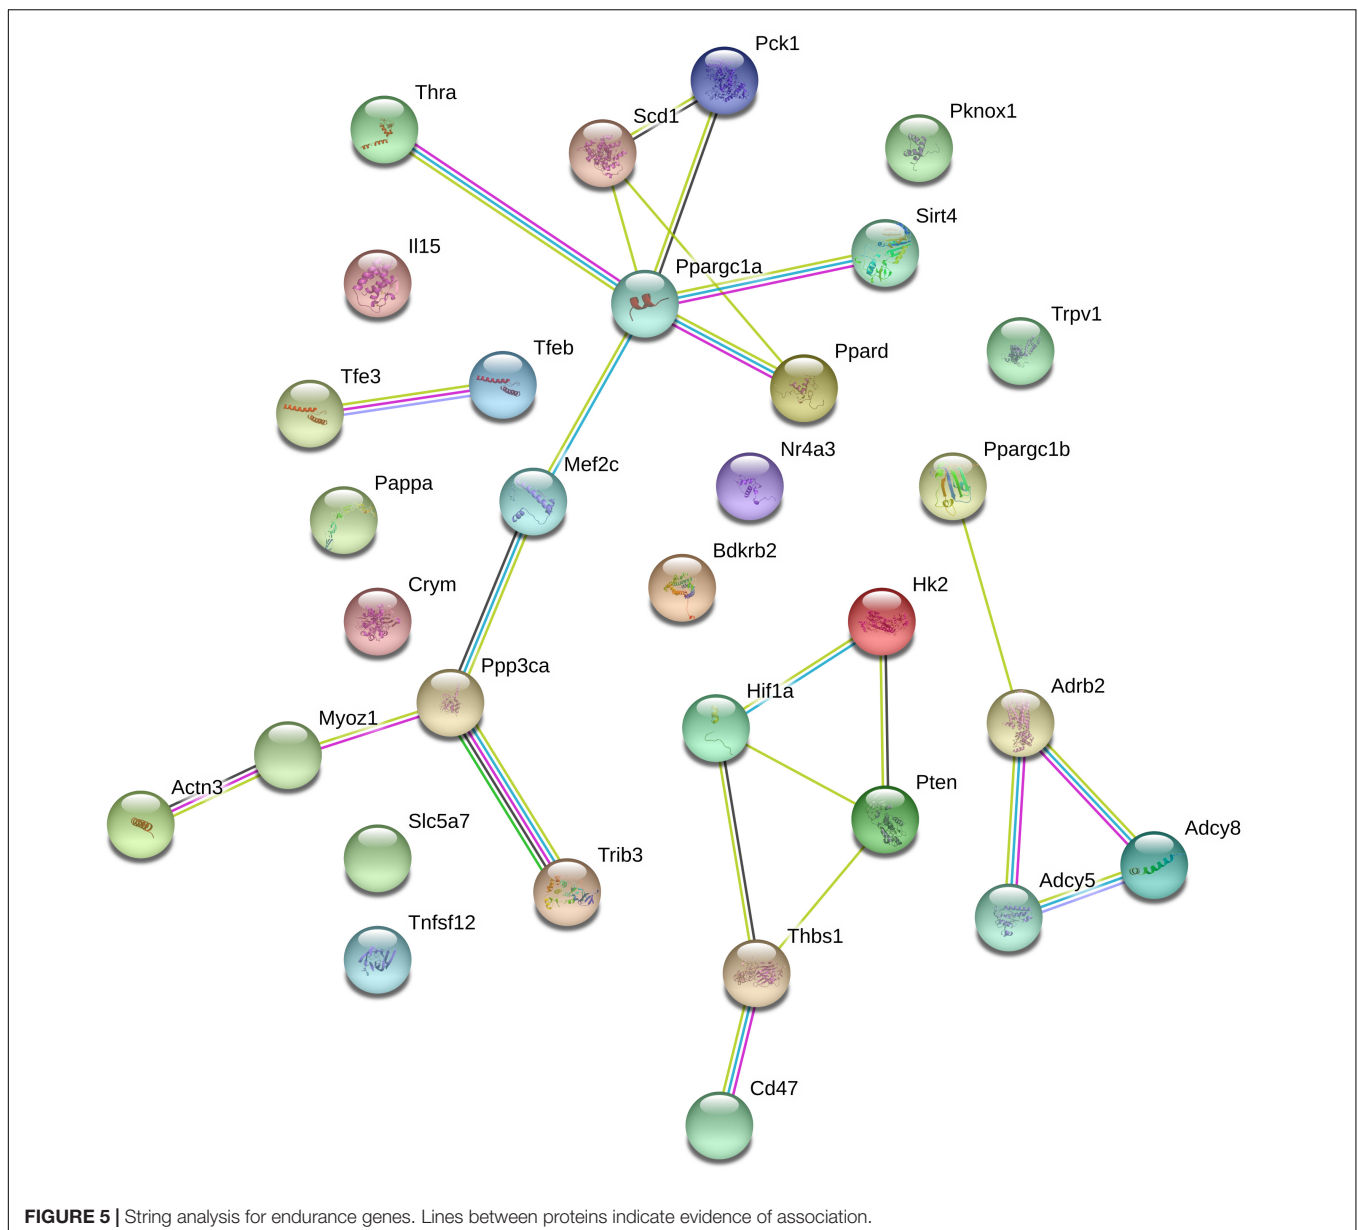 Pck1
Thra
Scd1
Pknox1
Sirt4
Il15
Ppargc1a
Trpv1
Tfeb
Ppard
Tfe3
Nr4a3
Ppargc1b
Mef2c
Pappa
Bdkrb2
Crym
Hk2
Ppp3ca
Adrb2
Hif1a
Myoz1
Actn3
Pten
Slc5a7
Adcy8
Trib3
Adcy5
Tnfsf12
Thbs1
Cd47
FIGURE 5 | String analysis for endurance genes. Lines between proteins indicate evidence of association.